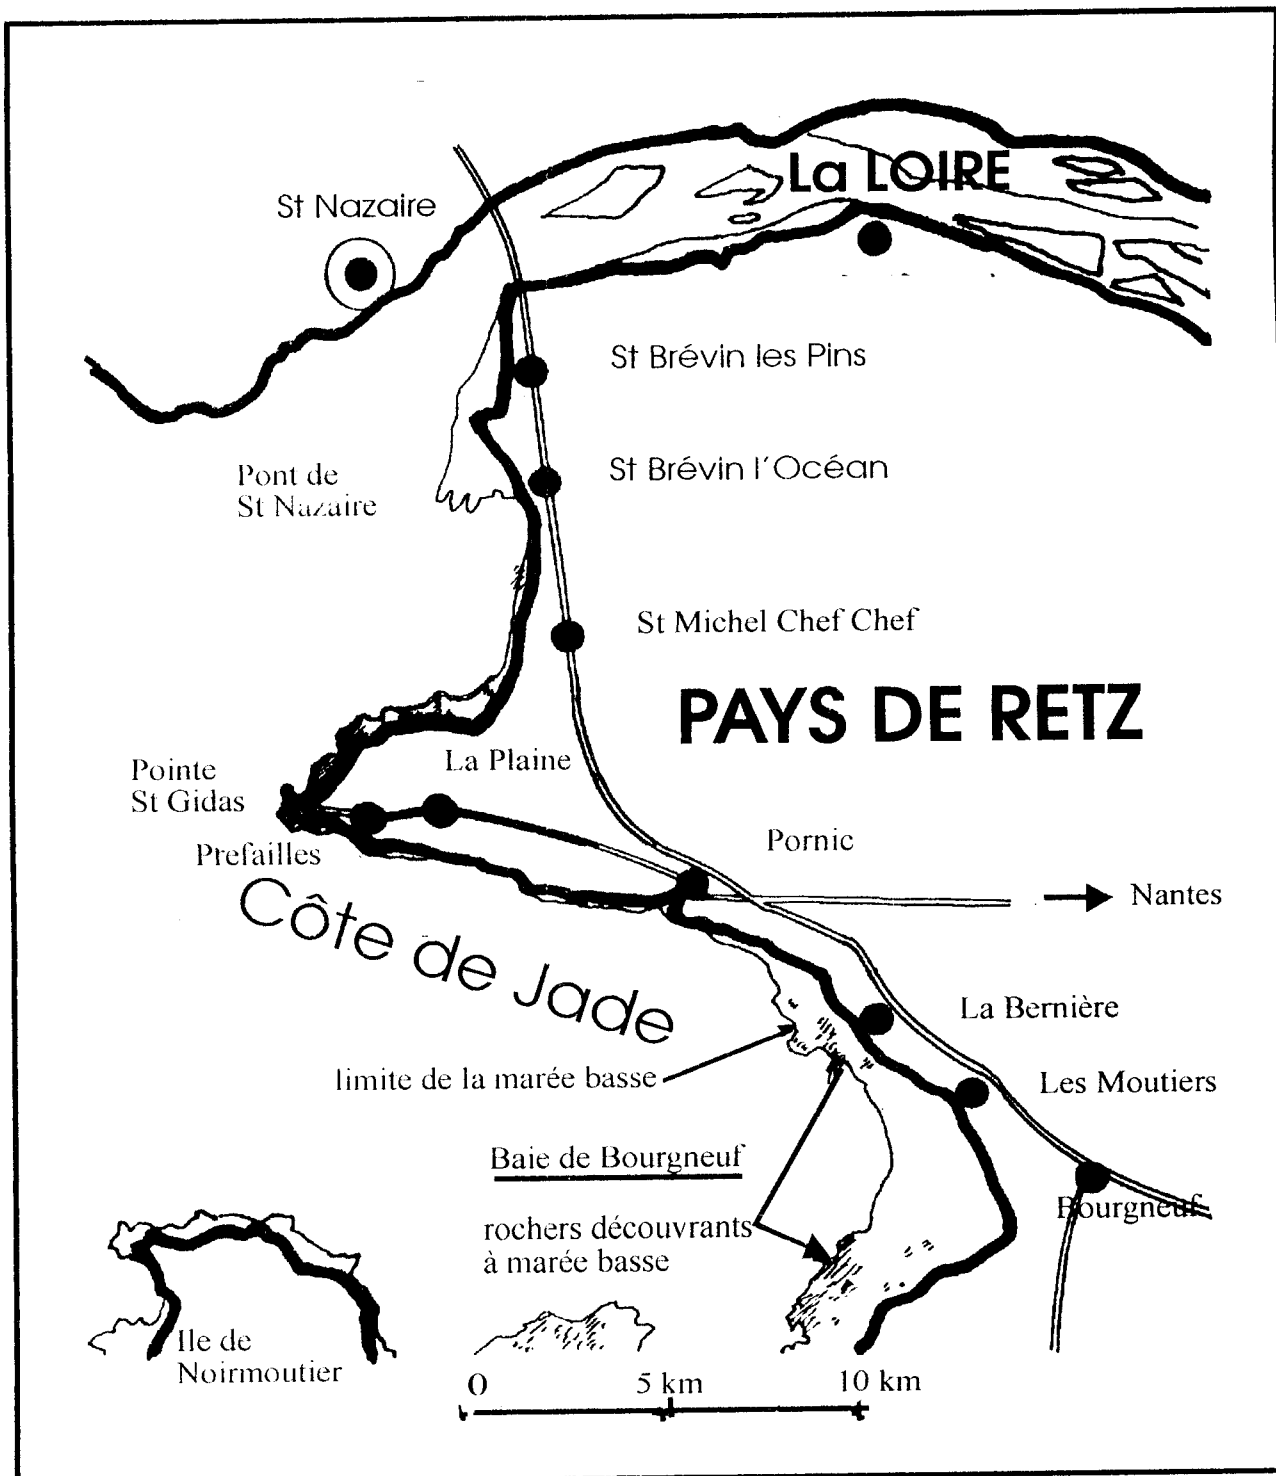 La LOIRE
St Nazaire
St Brévin les Pins
Pont de
St Nazaire
St Brévin l'Océan
St Michel Chef Chef
PAYS DE RETZ
La Plaine
Pointe
St Gidas
Prefailles
Pornic
Côte de Jade
Nantes
La Bernière
limite de la marée basse
Les Moutiers
Baie de Bourgneuf
Bourgneuf
rochers découvrants
à marée basse
Ile de
Noirmoutier
0 5 km 10 km